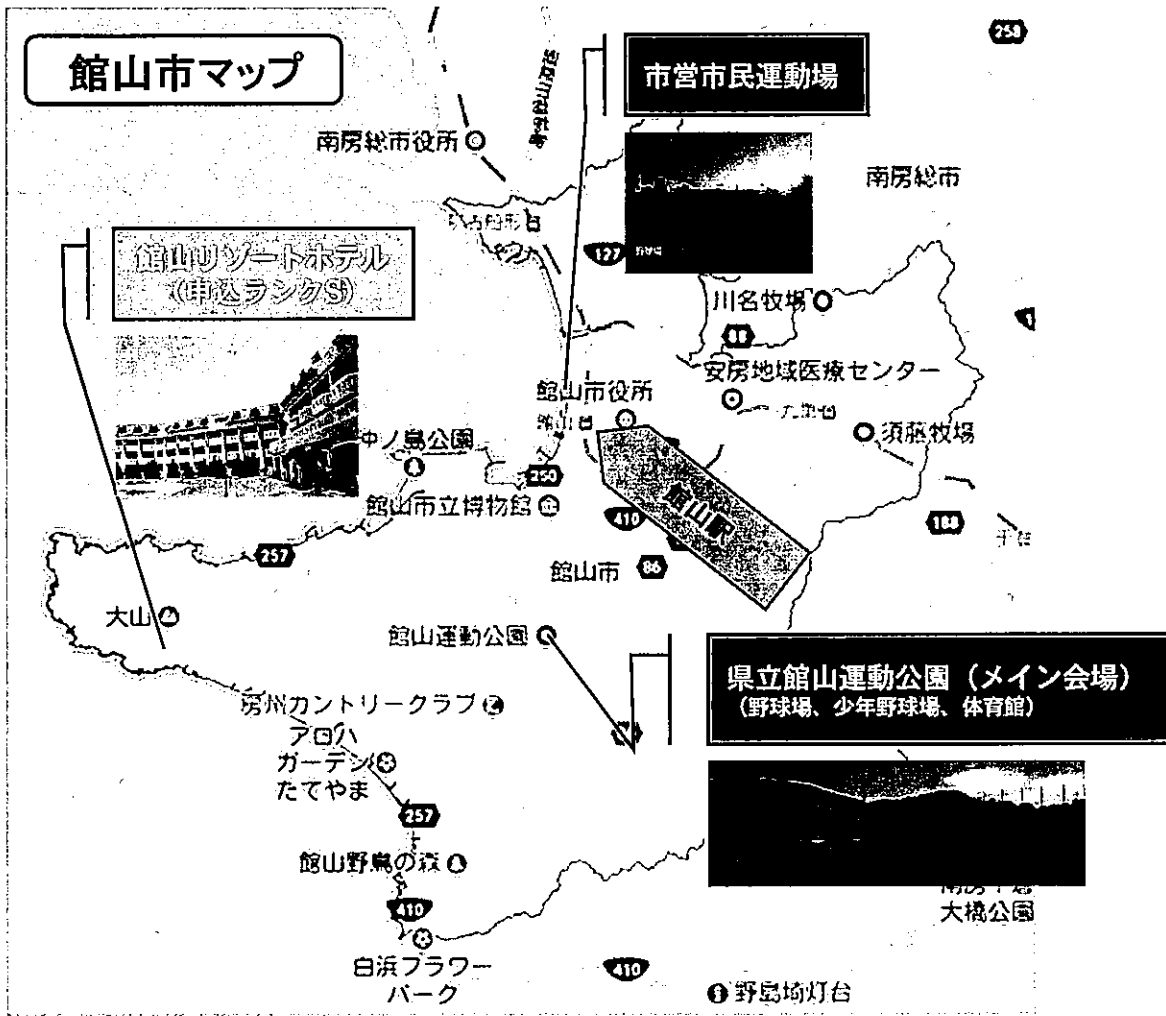 館山市マップ
258
市営市民運動場
南房総市役所
南房総市
127
館山リゾートホテル
(申込ランクS)
川名牧場
88
安房地域医療センター
館山市役所
九重
館山
須藤牧場
沖ノ島公園
250
館山市立博物館
410
館山駅
188
257
館山市
86
大山
館山運動公園
県立館山運動公園(メイン会場)
(野球場、少年野球場、体育館)
房州カントリークラブ
アロハ
ガーデン
たてやま
257
館山野鳥の森
410
大橋公園
白浜フラワー
パーク
410
野島埼灯台